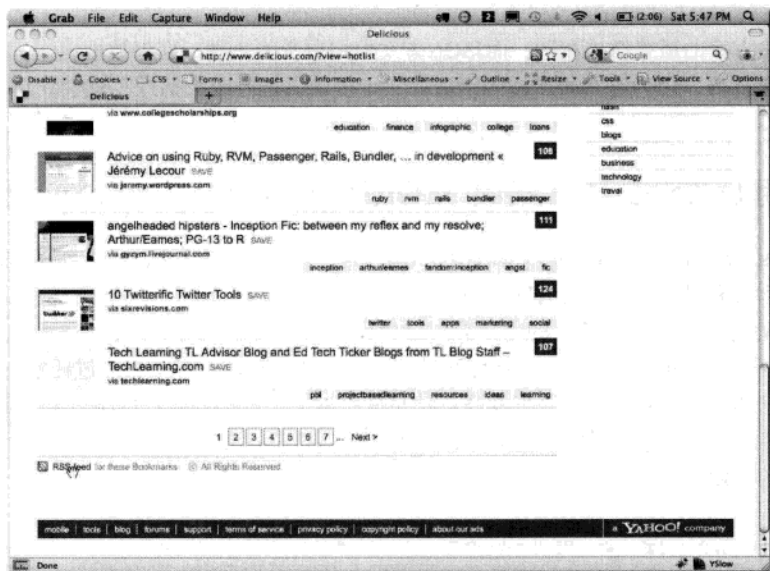 Grab File Edit Capture Window Help (2:06) Sat 5:47 PM
Delicious
http://www.delicious.com/?view=hotlist Google
Disable Cookies CSS Forms Images Information Miscellaneous Outline Resize Tools View Source Options
Delicious +
via www.collegescholarships.org
education finance infographic college loans
Advice on using Ruby, RVM, Passenger, Rails, Bundler, ... in development « 108
Jérémy Lecour SAVE
via jeremy.wordpress.com
ruby rvm rails bundler passenger
angelheaded hipsters - Inception Fic: between my reflex and my resolve; 111
Arthur/Eames; PG-13 to R SAVE
via gyzym.livejournal.com
inception arthur/eames fandom:inception angst fic
10 Twitterific Twitter Tools SAVE 124
via sixrevisions.com
twitter tools apps marketing social
Tech Learning TL Advisor Blog and Ed Tech Ticker Blogs from TL Blog Staff – 107
TechLearning.com SAVE
via techlearning.com
pbl projectbasedlearning resources ideas learning
css
blogs
education
business
technology
travel
1 2 3 4 5 6 7 ... Next >
RSS feed for these Bookmarks © All Rights Reserved
mobile | tools | blog | forums | support | terms of service | privacy policy | copyright policy | about our ads a YAHOO! company
Done YSlow